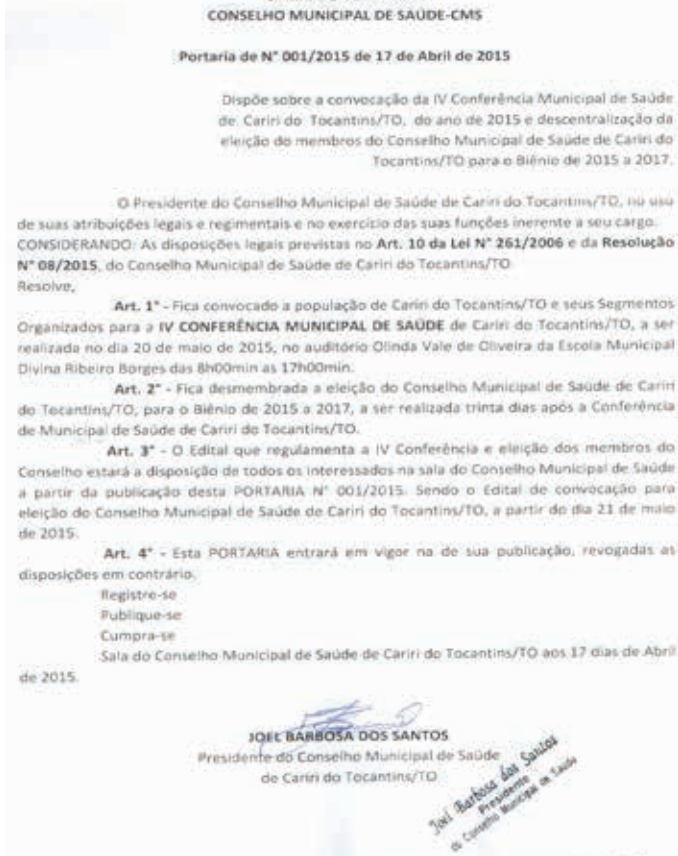 CONSELHO MUNICIPAL DE SAÚDE-CMS
Portaria de N° 001/2015 de 17 de Abril de 2015
Dispõe sobre a convocação da IV Conferência Municipal de Saúde
de Cariri do Tocantins/TO, do ano de 2015 e descentralização da
eleição do membros do Conselho Municipal de Saúde de Cariri do
Tocantins/TO para o Biênio de 2015 a 2017.
O Presidente do Conselho Municipal de Saúde de Cariri do Tocantins/TO, no uso
de suas atribuições legais e regimentais e no exercício das suas funções inerente a seu cargo.
CONSIDERANDO: As disposições legais previstas no Art. 10 da Lei N° 261/2006 e da Resolução
N° 08/2015, do Conselho Municipal de Saúde de Cariri do Tocantins/TO
Resolve,
Art. 1° - Fica convocado a população de Cariri do Tocantins/TO e seus Segmentos
Organizados para a IV CONFERÊNCIA MUNICIPAL DE SAÚDE de Cariri do Tocantins/TO, a ser
realizada no dia 20 de maio de 2015, no auditório Olinda Vale de Oliveira da Escola Municipal
Divina Ribeiro Borges das 8h00min as 17h00min.
Art. 2° - Fica desmembrada a eleição do Conselho Municipal de Saúde de Cariri
do Tocantins/TO, para o Biênio de 2015 a 2017, a ser realizada trinta dias após a Conferência
de Municipal de Saúde de Cariri do Tocantins/TO.
Art. 3° - O Edital que regulamenta a IV Conferência e eleição dos membros do
Conselho estará a disposição de todos os interessados na sala do Conselho Municipal de Saúde
a partir da publicação desta PORTARIA N° 001/2015. Sendo o Edital de convocação para
eleição do Conselho Municipal de Saúde de Cariri do Tocantins/TO, a partir do dia 21 de maio
de 2015.
Art. 4° - Esta PORTARIA entrará em vigor na de sua publicação, revogadas as
disposições em contrário.
Registre-se
Publique-se
Cumpra-se
Sala do Conselho Municipal de Saúde de Cariri do Tocantins/TO aos 17 dias de Abril
de 2015.
JOEL BARBOSA DOS SANTOS
Presidente do Conselho Municipal de Saúde
de Cariri do Tocantins/TO
Joel Barbosa dos Santos
Presidente
do Conselho Municipal de Saúde